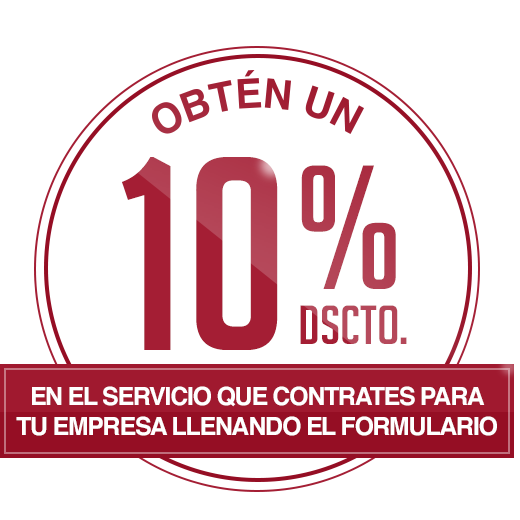 OBTÉN UN
10%
DSCTO.
EN EL SERVICIO QUE CONTRATES PARA
TU EMPRESA LLENANDO EL FORMULARIO